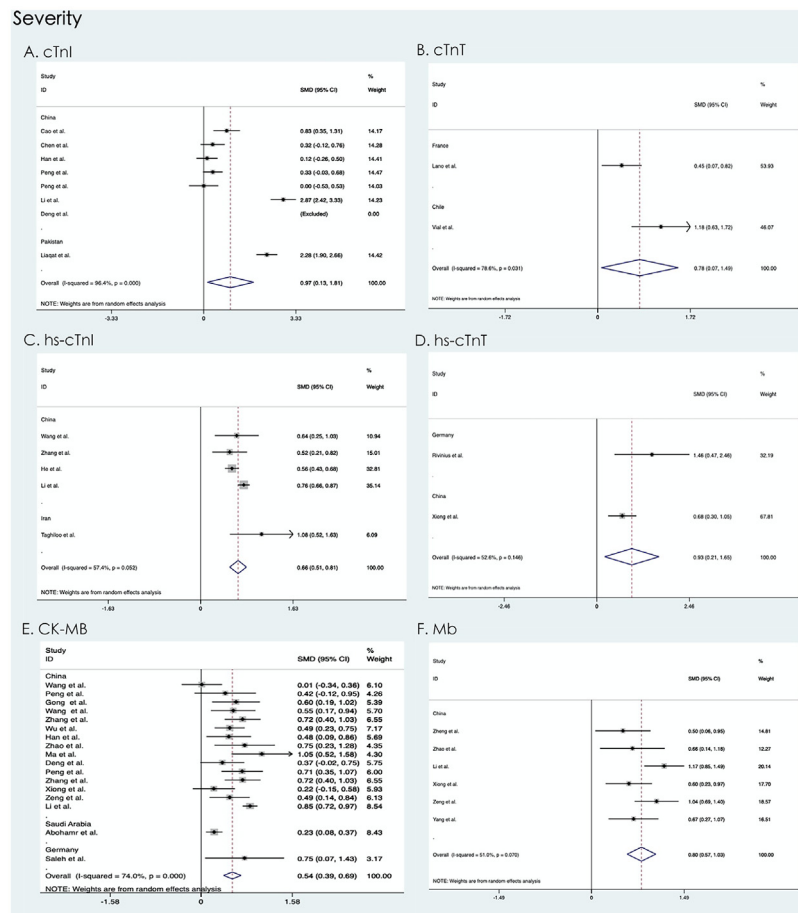 Severity
A. cTnI
Study %
ID SMD (95% CI) Weight
China
Cao et al. 0.83 (0.35, 1.31) 14.17
Chen et al. 0.32 (-0.12, 0.76) 14.28
Han et al. 0.12 (-0.26, 0.50) 14.41
Peng et al. 0.33 (-0.03, 0.68) 14.47
Peng et al. 0.00 (-0.53, 0.53) 14.03
Li et al. 2.87 (2.42, 3.33) 14.23
Deng et al. (Excluded) 0.00
.
Pakistan
Liaqat et al. 2.28 (1.90, 2.66) 14.42
.
Overall (I-squared = 96.4%, p = 0.000) 0.97 (0.13, 1.81) 100.00
NOTE: Weights are from random effects analysis
-3.33 0 3.33
B. cTnT
Study %
ID SMD (95% CI) Weight
France
Lano et al. 0.45 (0.07, 0.82) 53.93
.
Chile
Vial et al. 1.18 (0.63, 1.72) 46.07
.
Overall (I-squared = 78.6%, p = 0.031) 0.78 (0.07, 1.49) 100.00
NOTE: Weights are from random effects analysis
-1.72 0 1.72
C. hs-cTnI
Study %
ID SMD (95% CI) Weight
China
Wang et al. 0.64 (0.25, 1.03) 10.94
Zhang et al. 0.52 (0.21, 0.82) 15.01
He et al. 0.56 (0.43, 0.68) 32.81
Li et al. 0.76 (0.66, 0.87) 35.14
.
Iran
Taghiloo et al. 1.08 (0.52, 1.63) 6.09
.
Overall (I-squared = 57.4%, p = 0.052) 0.66 (0.51, 0.81) 100.00
NOTE: Weights are from random effects analysis
-1.63 0 1.63
D. hs-cTnT
Study %
ID SMD (95% CI) Weight
Germany
Rivinius et al. 1.46 (0.47, 2.46) 32.19
.
China
Xiong et al. 0.68 (0.30, 1.05) 67.81
.
Overall (I-squared = 52.6%, p = 0.146) 0.93 (0.21, 1.65) 100.00
NOTE: Weights are from random effects analysis
-2.46 0 2.46
E. CK-MB
Study %
ID SMD (95% CI) Weight
China
Wang et al. 0.01 (-0.34, 0.36) 6.10
Peng et al. 0.42 (-0.12, 0.95) 4.26
Gong et al. 0.60 (0.19, 1.02) 5.39
Wang et al. 0.55 (0.17, 0.94) 5.70
Zhang et al. 0.72 (0.40, 1.03) 6.55
Wu et al. 0.49 (0.23, 0.75) 7.17
Han et al. 0.48 (0.09, 0.86) 5.69
Zhao et al. 0.75 (0.23, 1.28) 4.35
Ma et al. 1.05 (0.52, 1.58) 4.30
Deng et al. 0.37 (-0.02, 0.75) 5.75
Peng et al. 0.71 (0.35, 1.07) 6.00
Zhang et al. 0.72 (0.40, 1.03) 6.55
Xiong et al. 0.22 (-0.15, 0.58) 5.93
Zeng et al. 0.49 (0.14, 0.84) 6.13
Li et al. 0.85 (0.72, 0.97) 8.54
.
Saudi Arabia
Abohamr et al. 0.23 (0.08, 0.37) 8.43
.
Germany
Saleh et al. 0.75 (0.07, 1.43) 3.17
.
Overall (I-squared = 74.0%, p = 0.000) 0.54 (0.39, 0.69) 100.00
NOTE: Weights are from random effects analysis
-1.58 0 1.58
F. Mb
Study %
ID SMD (95% CI) Weight
China
Zheng et al. 0.50 (0.06, 0.95) 14.81
Zhao et al. 0.66 (0.14, 1.18) 12.27
Li et al. 1.17 (0.85, 1.49) 20.14
Xiong et al. 0.60 (0.23, 0.97) 17.70
Zeng et al. 1.04 (0.69, 1.40) 18.57
Yang et al. 0.67 (0.27, 1.07) 16.51
.
Overall (I-squared = 51.0%, p = 0.070) 0.80 (0.57, 1.03) 100.00
NOTE: Weights are from random effects analysis
-1.49 0 1.49